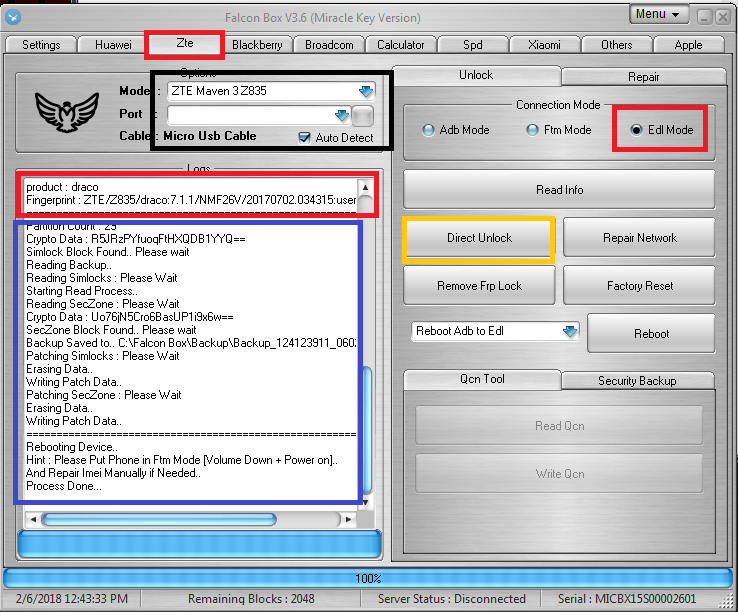 Falcon Box V3.6 (Miracle Key Version)
Menu
Settings
Huawei
Zte
Blackberry
Broadcom
Calculator
Spd
Xiaomi
Others
Apple
Options
Model :
ZTE Maven 3 Z835
Port :
Cable : Micro Usb Cable
Auto Detect
Logs
product : draco
Fingerprint : ZTE/Z835/draco:7.1.1/NMF26V/20170702.034315:user
Partition Count : 25
Crypto Data : R5JRzPYfuoqFtHXQDB1YYQ==
Simlock Block Found.. Please wait
Reading Backup..
Reading Simlocks : Please Wait
Starting Read Process..
Reading SecZone : Please Wait
Crypto Data : Uo76jN5Cro6BasUP1i9x6w==
SecZone Block Found.. Please wait
Backup Saved to.. C:\Falcon Box\Backup\Backup_124123911_060
Patching Simlocks : Please Wait
Erasing Data..
Writing Patch Data..
Patching SecZone : Please Wait
Erasing Data..
Writing Patch Data..
====================================================
Rebooting Device..
Hint : Please Put Phone in Ftm Mode [Volume Down + Power on]..
And Repair Imei Manually if Needed..
Process Done...
Unlock
Repair
Connection Mode
Adb Mode
Ftm Mode
Edl Mode
Read Info
Direct Unlock
Repair Network
Remove Frp Lock
Factory Reset
Reboot Adb to Edl
Reboot
Qcn Tool
Security Backup
Read Qcn
Write Qcn
100%
2/6/2018 12:43:33 PM
Remaining Blocks : 2048
Server Status : Disconnected
Serial : MICBX15S00002601